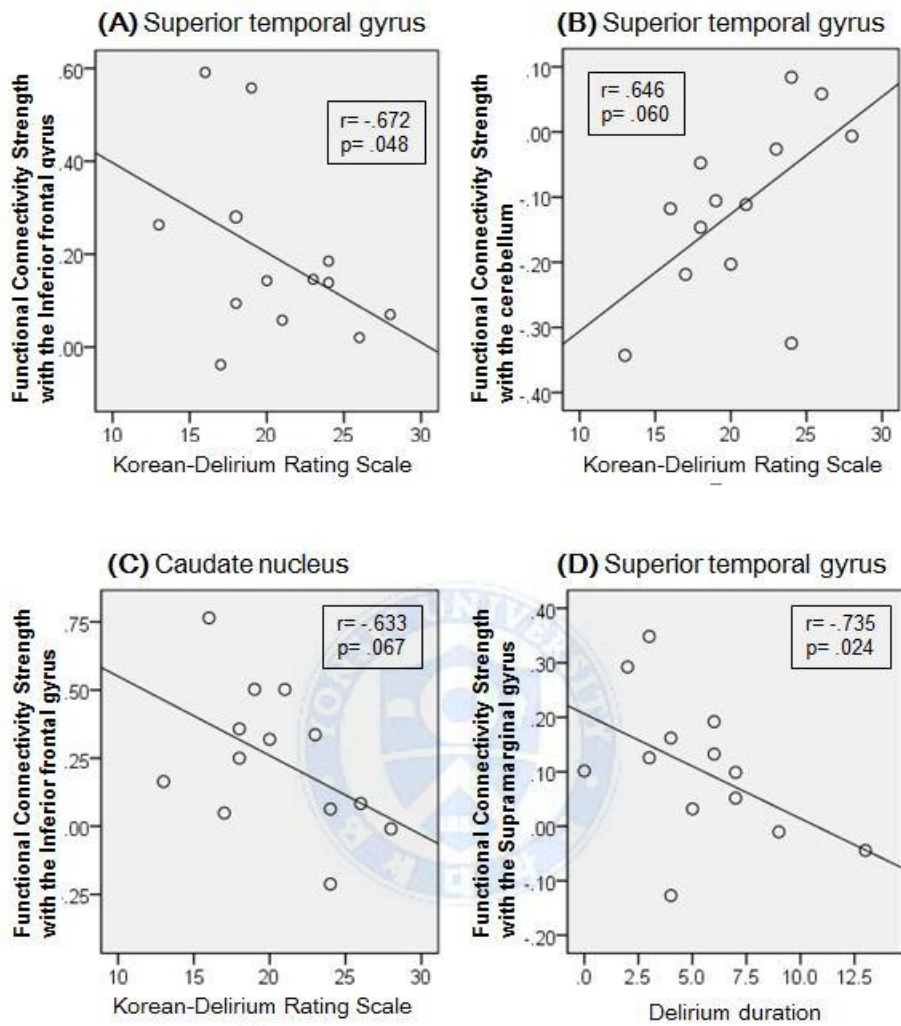 (A) Superior temporal gyrus
Functional Connectivity Strength
with the Inferior frontal gyrus
.60
.40
.20
.00
r= -.672
p= .048
10 15 20 25 30
Korean-Delirium Rating Scale
(B) Superior temporal gyrus
Functional Connectivity Strength
with the cerebellum
.10
.00
-.10
-.20
-.30
-.40
r= .646
p= .060
10 15 20 25 30
Korean-Delirium Rating Scale
(C) Caudate nucleus
Functional Connectivity Strength
with the Inferior frontal gyrus
.75
.50
.25
.00
.25
r= -.633
p= .067
10 15 20 25 30
Korean-Delirium Rating Scale
(D) Superior temporal gyrus
Functional Connectivity Strength
with the Supramarginal gyrus
.40
.30
.20
.10
.00
-.10
-.20
r= -.735
p= .024
.0 2.5 5.0 7.5 10.0 12.5
Delirium duration
UNIVERSITY